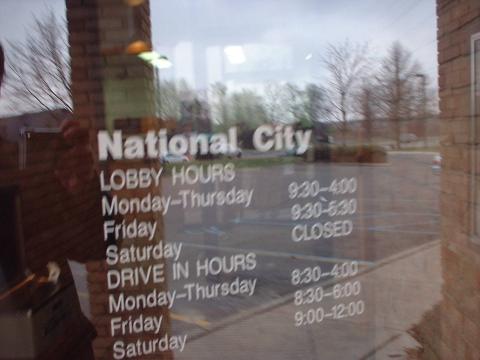 National City
LOBBY HOURS
Monday-Thursday 9:30-4:00
Friday 9:30-5:30
Saturday CLOSED
DRIVE IN HOURS
Monday-Thursday 8:30-4:00
Friday 8:30-6:00
Saturday 9:00-12:00